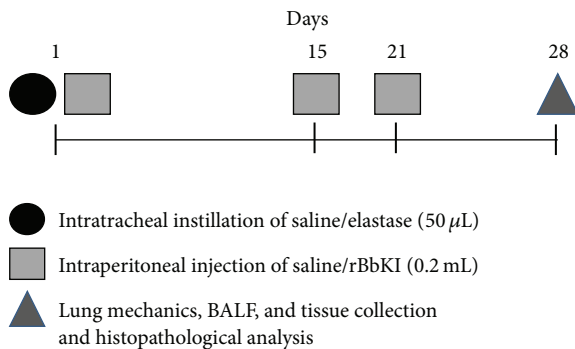 Days
1 15 21 28
Intratracheal instillation of saline/elastase (50 μL)
Intraperitoneal injection of saline/rBbKI (0.2 mL)
Lung mechanics, BALF, and tissue collection
and histopathological analysis